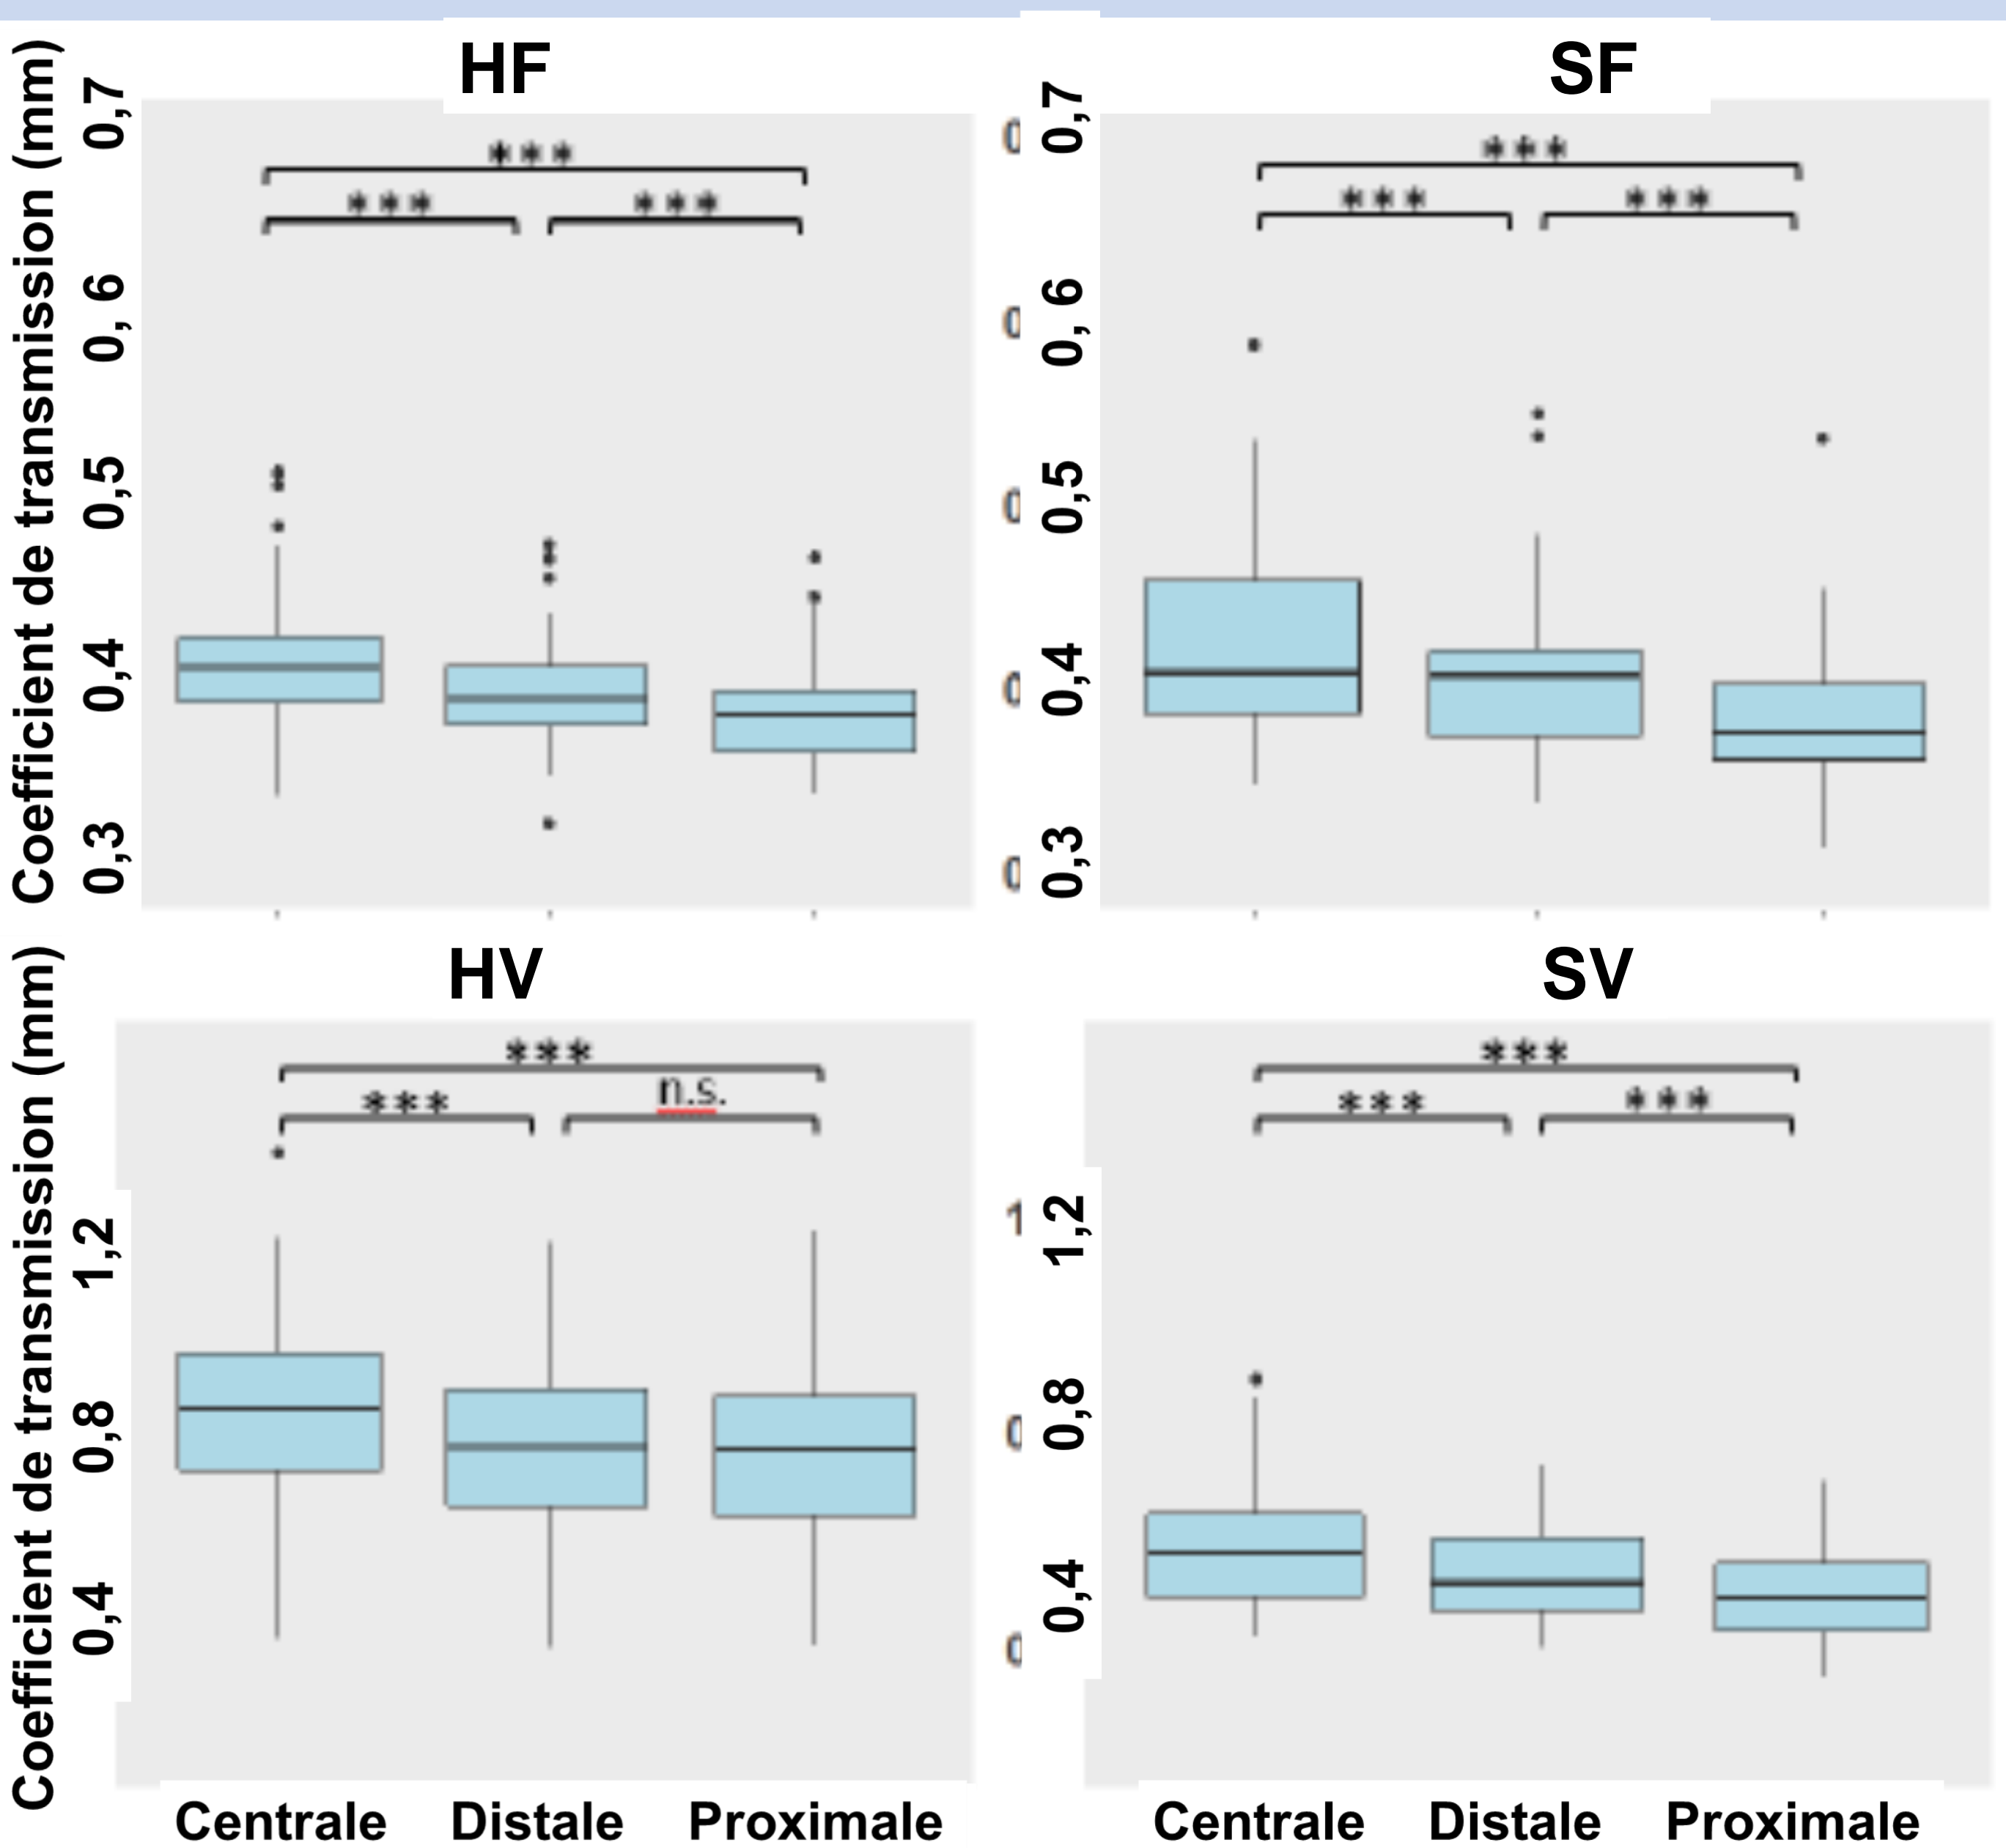 HF
SF
Coefficient de transmission (mm)
0,7
0, 6
0,5
0,4
0,3
***
***
***
0,7
0, 6
0,5
0,4
0,3
***
***
***
HV
SV
Coefficient de transmission (mm)
1,2
0,8
0,4
***
***
n.s.
1,2
0,8
0,4
***
***
***
Centrale
Distale
Proximale
Centrale
Distale
Proximale